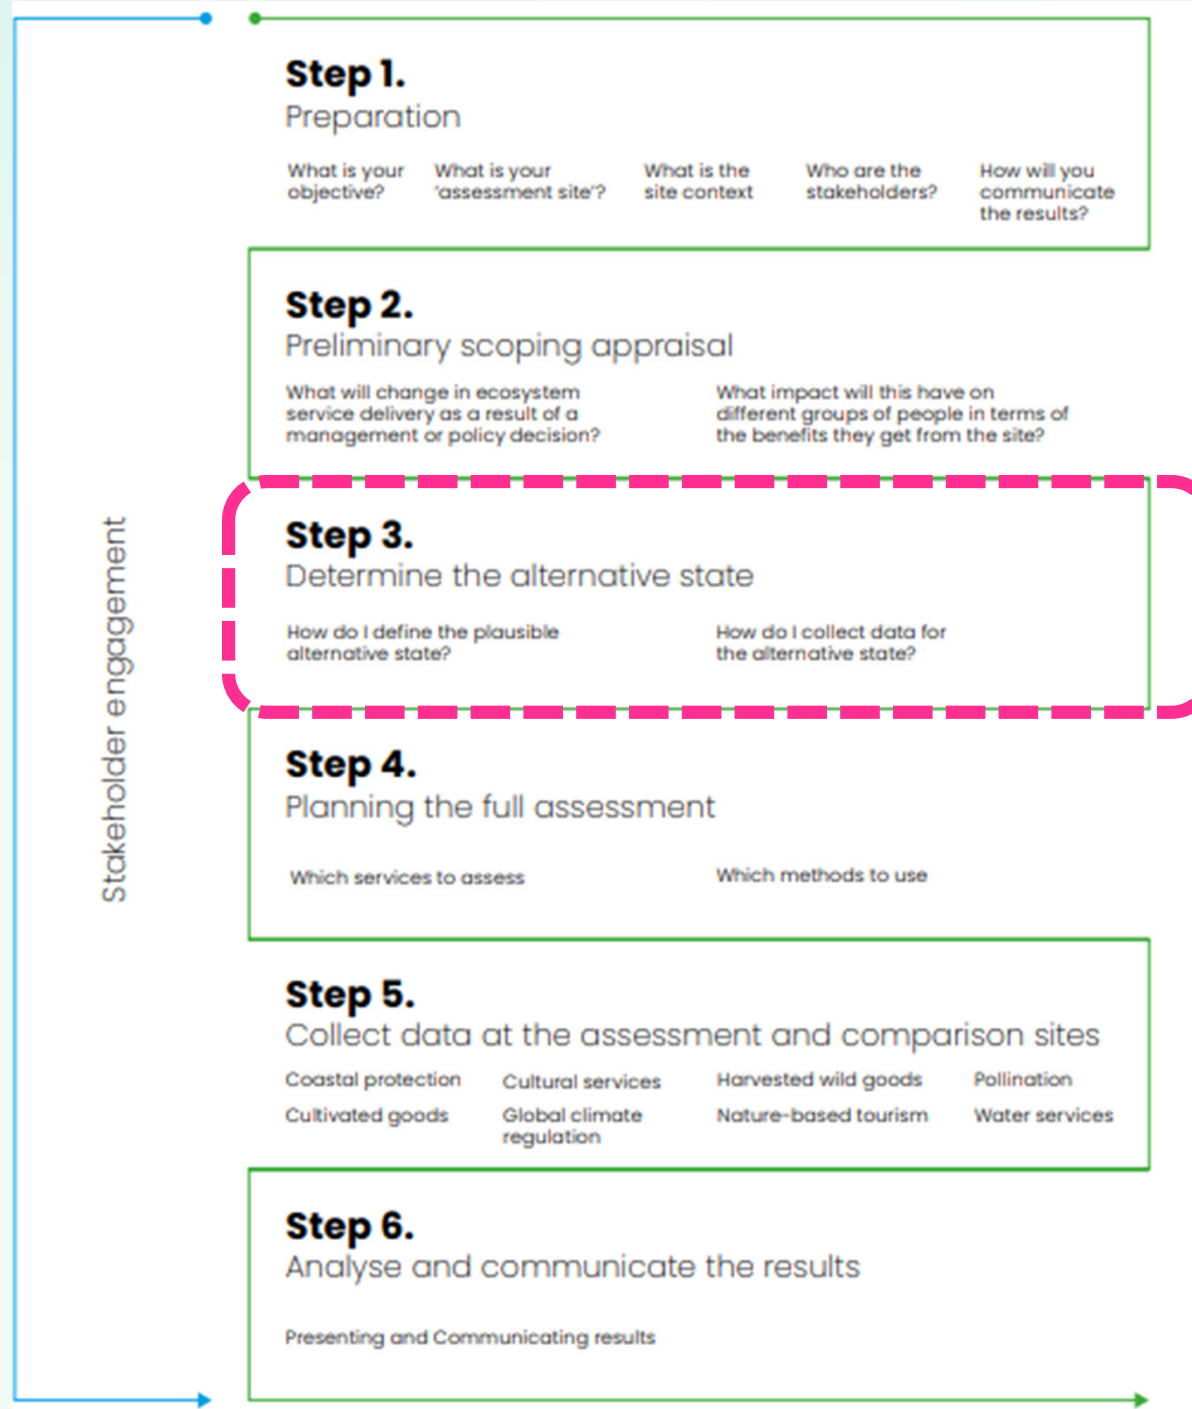 Stakeholder engagement
Step 1.
Preparation
What is your
objective?
What is your
'assessment site'?
What is the
site context
Who are the
stakeholders?
How will you
communicate
the results?
Step 2.
Preliminary scoping appraisal
What will change in ecosystem
service delivery as a result of a
management or policy decision?
What impact will this have on
different groups of people in terms of
the benefits they get from the site?
Step 3.
Determine the alternative state
How do I define the plausible
alternative state?
How do I collect data for
the alternative state?
Step 4.
Planning the full assessment
Which services to assess
Which methods to use
Step 5.
Collect data at the assessment and comparison sites
Coastal protection
Cultural services
Harvested wild goods
Pollination
Cultivated goods
Global climate
regulation
Nature-based tourism
Water services
Step 6.
Analyse and communicate the results
Presenting and Communicating results